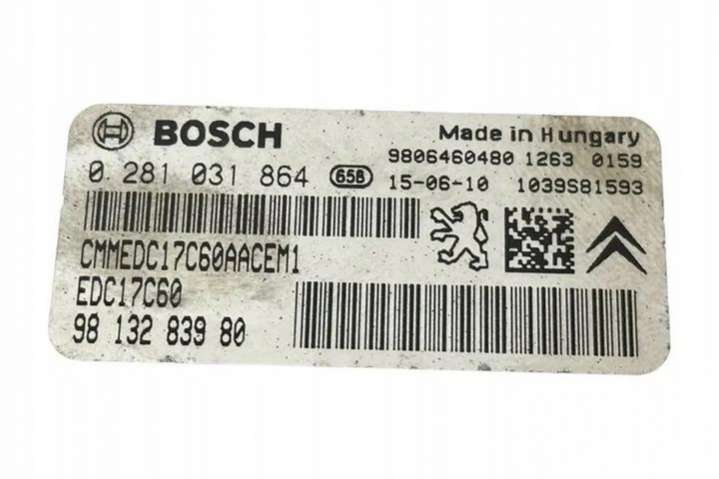 BOSCH Made in Hungary
9806460480 1263 0159
0 281 031 864 658 15-06-10 1039S81593
CMMEDC17C60AACEM1
EDC17C60
98 132 839 80